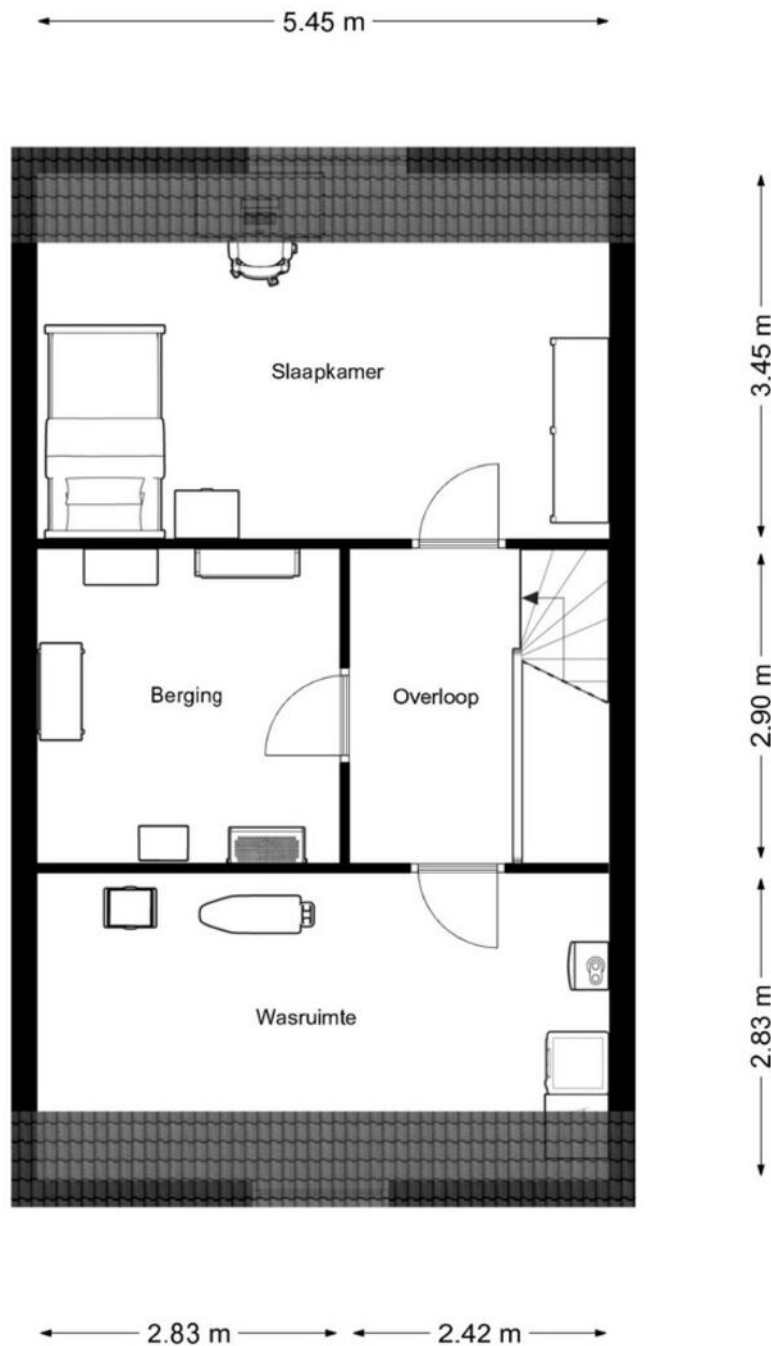 5.45 m
3.45 m
Slaapkamer
2.90 m
Berging
Overloop
2.83 m
Wasruimte
2.83 m
2.42 m